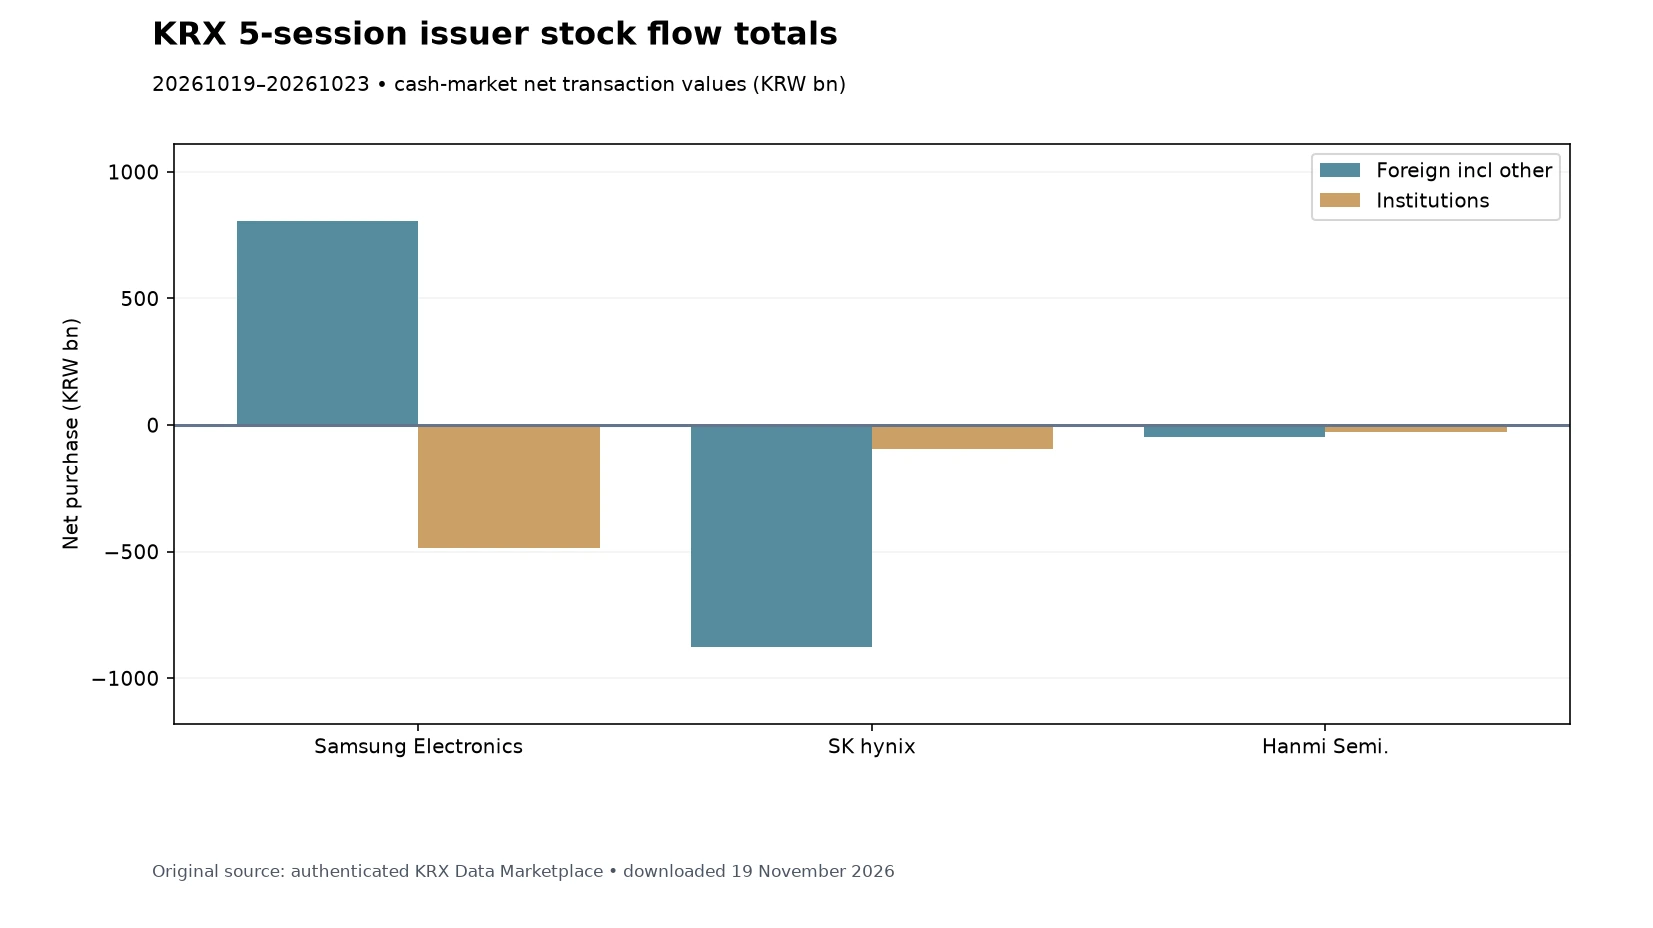 KRX 5-session issuer stock flow totals
20261019–20261023 • cash-market net transaction values (KRW bn)
Net purchase (KRW bn)
1000
500
0
−500
−1000
Foreign incl other
Institutions
Samsung Electronics
SK hynix
Hanmi Semi.
Original source: authenticated KRX Data Marketplace • downloaded 19 November 2026